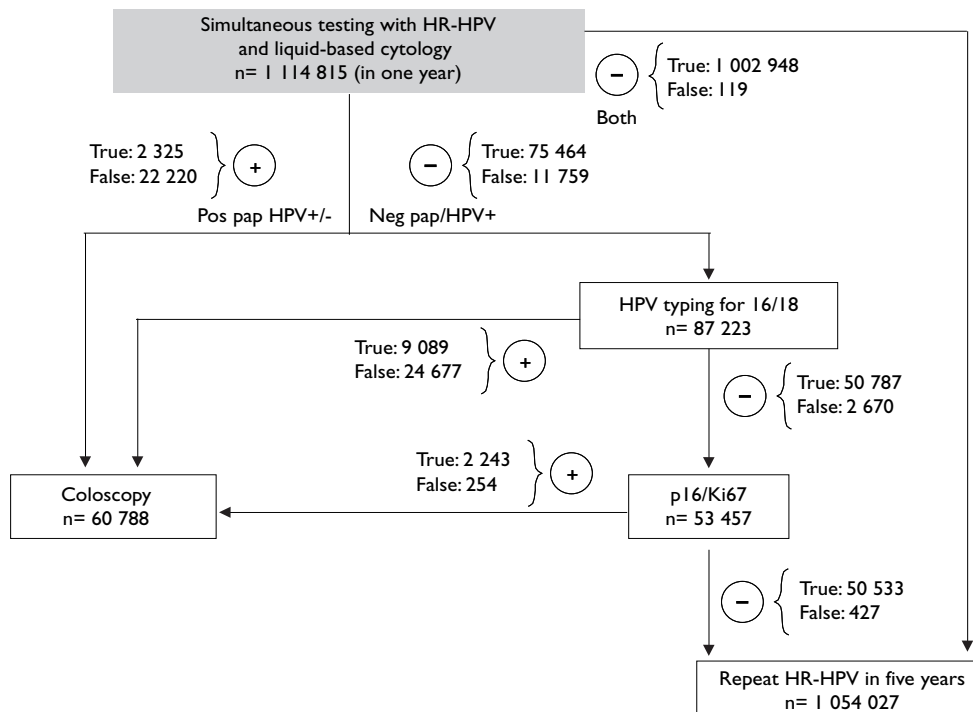 Simultaneous testing with HR-HPV
and liquid-based cytology
n= 1 114 815 (in one year)
−
True: 1 002 948
False: 119
Both
True: 2 325
False: 22 220
+
Pos pap HPV+/-
−
True: 75 464
False: 11 759
Neg pap/HPV+
HPV typing for 16/18
n= 87 223
True: 9 089
False: 24 677
+
−
True: 50 787
False: 2 670
True: 2 243
False: 254
+
Coloscopy
n= 60 788
p16/Ki67
n= 53 457
−
True: 50 533
False: 427
Repeat HR-HPV in five years
n= 1 054 027